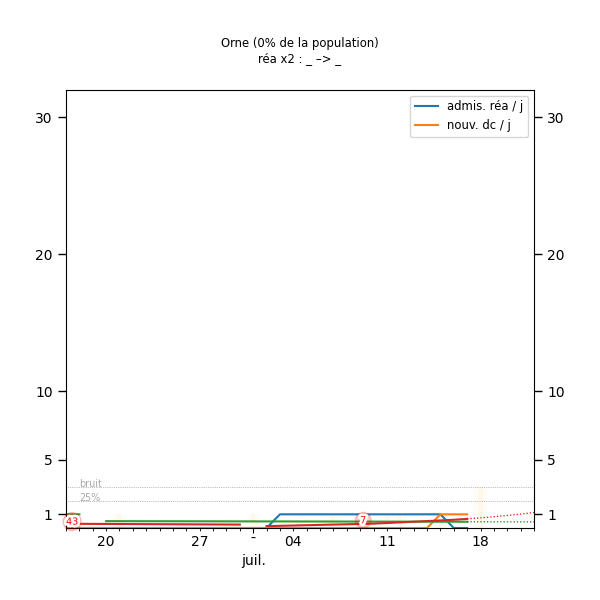 Orne (0% de la population)
réa x2 : _ –> _
admis. réa / j
nouv. dc / j
30 30
20 20
10 10
5 5
bruit
25%
1 1
43 7
20 27 - 04 11 18
juil.